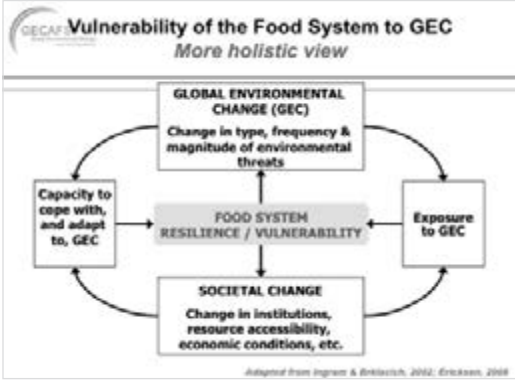 GECAFS
Vulnerability of the Food System to GEC
More holistic view
GLOBAL ENVIRONMENTAL
CHANGE (GEC)
Change in type, frequency &
magnitude of environmental
threats
Capacity to
cope with,
and adapt
to, GEC
FOOD SYSTEM
RESILIENCE / VULNERABILITY
Exposure
to GEC
SOCIETAL CHANGE
Change in institutions,
resource accessibility,
economic conditions, etc.
Adapted from Ingram & Brklacich, 2002; Ericksen,